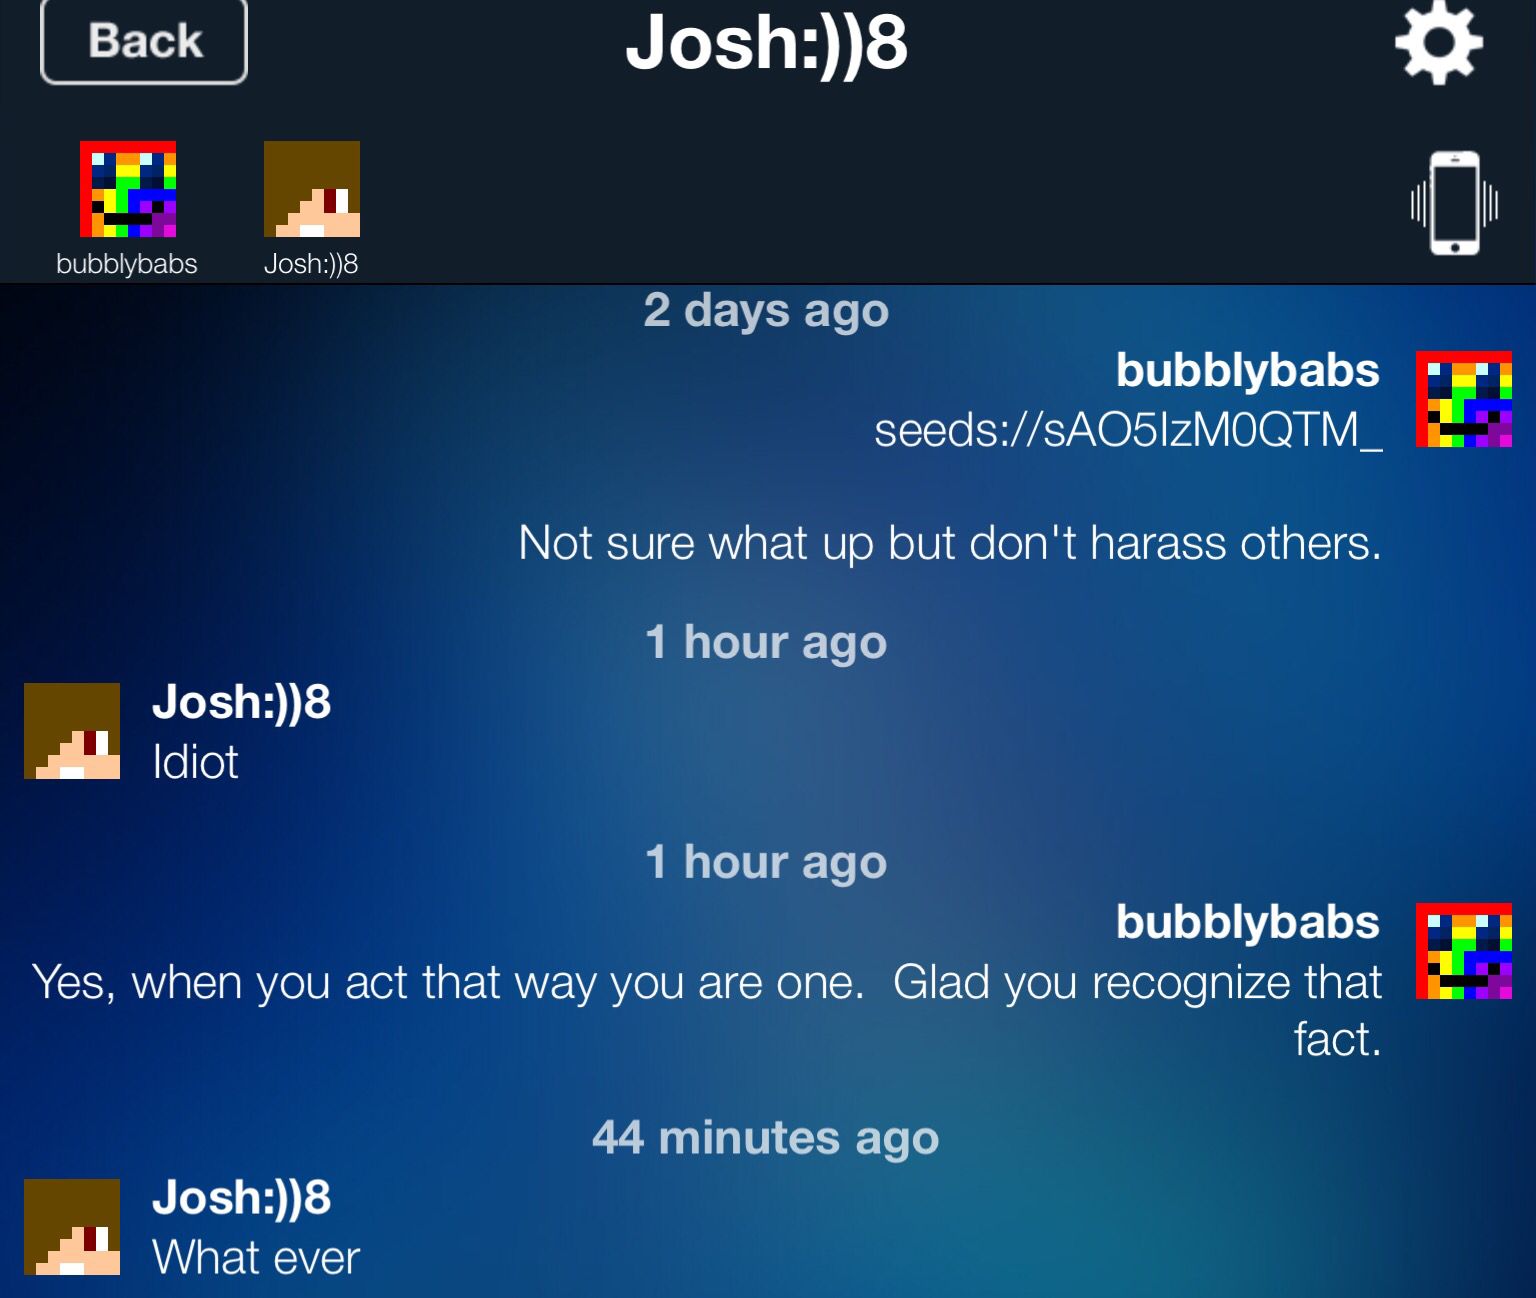 Back
Josh:))8
bubblybabs
Josh:))8
2 days ago
bubblybabs
seeds://sAO5IzM0QTM_
Not sure what up but don't harass others.
1 hour ago
Josh:))8
Idiot
1 hour ago
bubblybabs
Yes, when you act that way you are one.  Glad you recognize that
fact.
44 minutes ago
Josh:))8
What ever